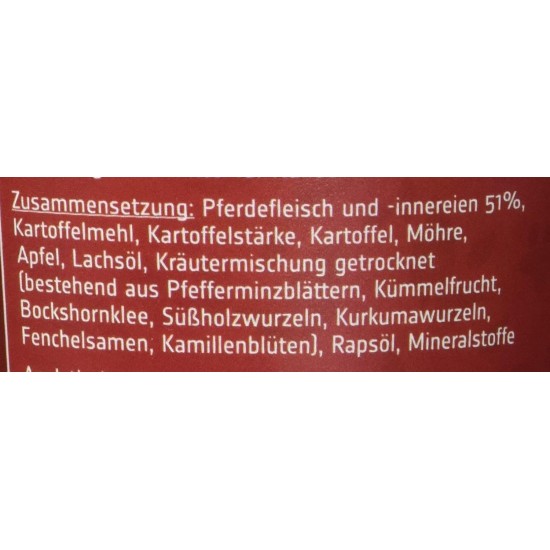 Zusammensetzung: Pferdefleisch und -innereien 51%,
Kartoffelmehl, Kartoffelstärke, Kartoffel, Möhre,
Apfel, Lachsöl, Kräutermischung getrocknet
(bestehend aus Pfefferminzblättern, Kümmelfrucht,
Bockshornklee, Süßholzwurzeln, Kurkumawurzeln,
Fenchelsamen, Kamillenblüten), Rapsöl, Mineralstoffe